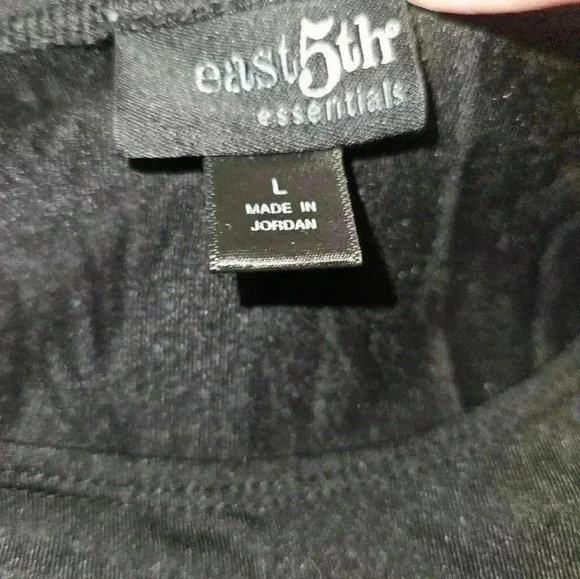 east5th
essentials
L
MADE IN
JORDAN